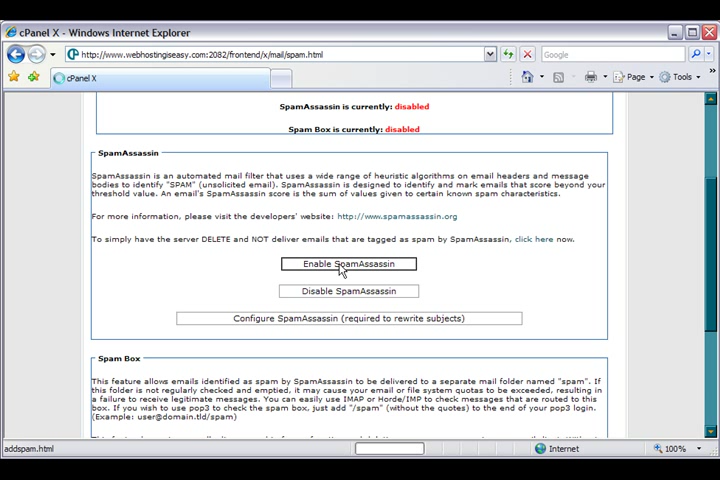 cPanel X - Windows Internet Explorer
http://www.webhostingiseasy.com:2082/frontend/x/mail/spam.html
Google
cPanel X
Page
Tools
SpamAssassin is currently: disabled
Spam Box is currently: disabled
SpamAssassin
SpamAssassin is an automated mail filter that uses a wide range of heuristic algorithms on email headers and message
bodies to identify "SPAM" (unsolicited email). SpamAssassin is designed to identify and mark emails that score beyond your
threshold value. An email's SpamAssassin score is the sum of values given to certain known spam characteristics.
For more information, please visit the developers' website: http://www.spamassassin.org
To simply have the server DELETE and NOT deliver emails that are tagged as spam by SpamAssassin, click here now.
Enable SpamAssassin
Disable SpamAssassin
Configure SpamAssassin (required to rewrite subjects)
Spam Box
This feature allows emails identified as spam by SpamAssassin to be delivered to a separate mail folder named "spam". If
this folder is not regularly checked and emptied, it may cause your email or file system quotas to be exceeded, resulting in
a failure to receive legitimate messages. You can easily use IMAP or Horde/IMP to check messages that are routed to this
box. If you wish to use pop3 to check the spam box, just add "/spam" (without the quotes) to the end of your pop3 login.
(Example: user@domain.tld/spam)
addspam.html
Internet
100%